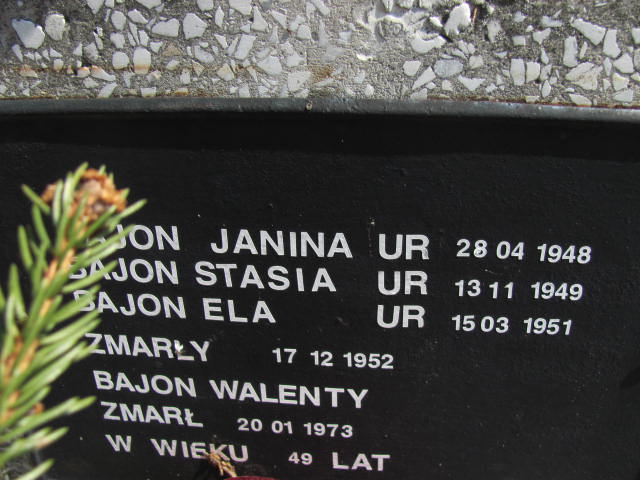 BAJON JANINA UR 28 04 1948
BAJON STASIA UR 13 11 1949
BAJON ELA UR 15 03 1951
ZMARŁY 17 12 1952
BAJON WALENTY
ZMARŁ 20 01 1973
W WIEKU 49 LAT